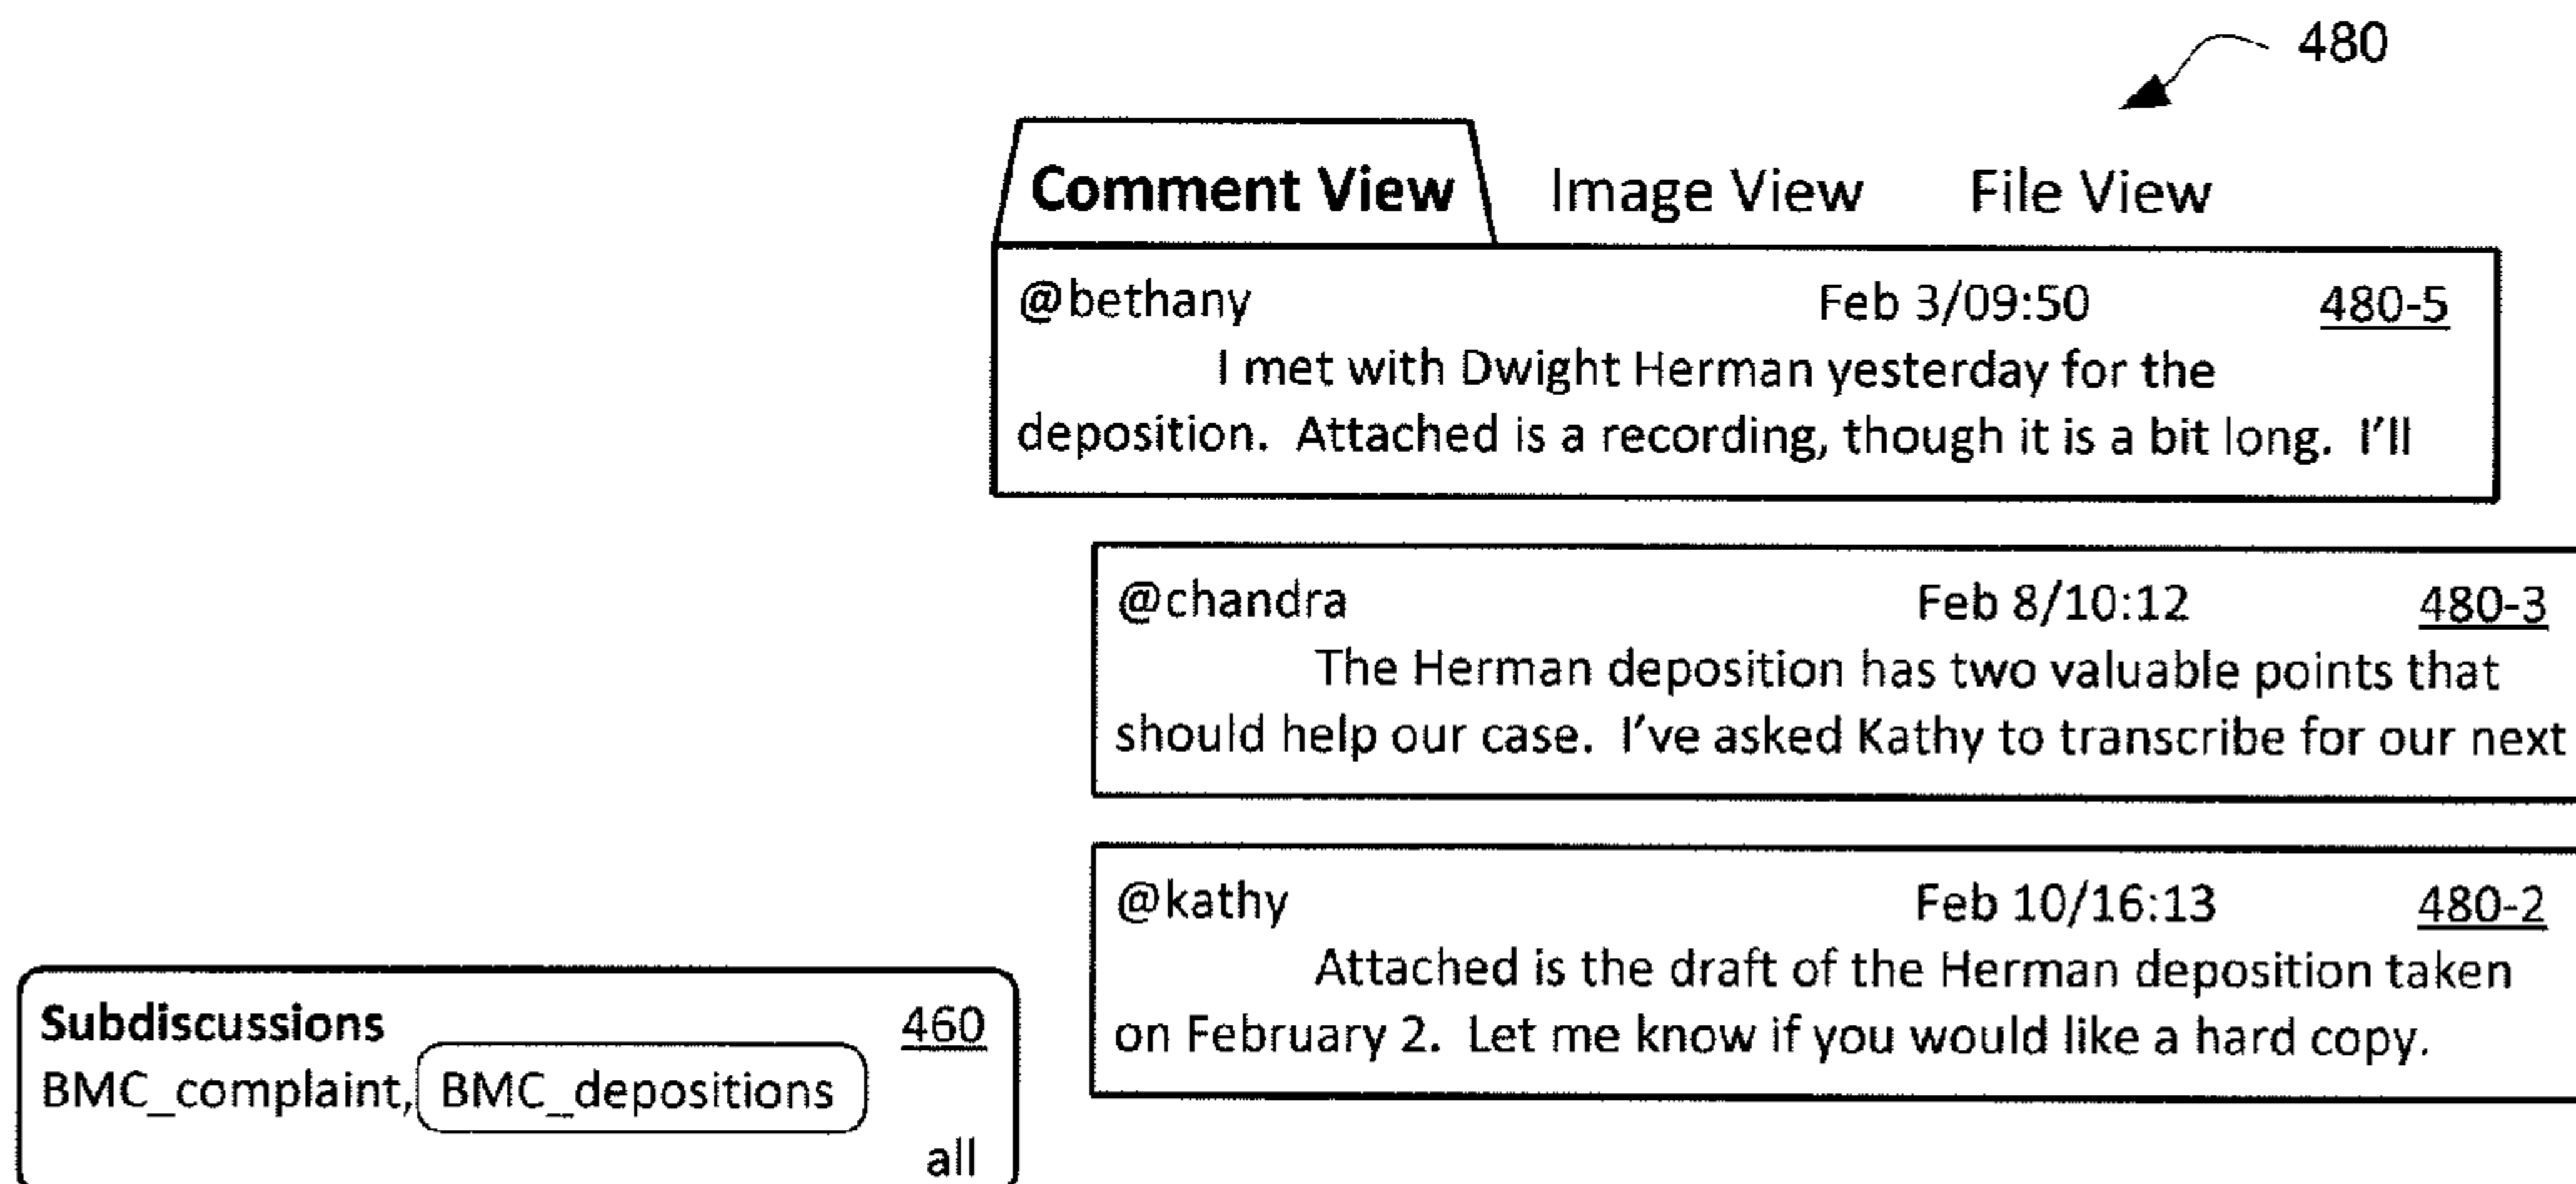 480
Comment View Image View File View
@bethany Feb 3/09:50 480-5
I met with Dwight Herman yesterday for the
deposition. Attached is a recording, though it is a bit long. I'll
@chandra Feb 8/10:12 480-3
The Herman deposition has two valuable points that
should help our case. I've asked Kathy to transcribe for our next
@kathy Feb 10/16:13 480-2
Attached is the draft of the Herman deposition taken
on February 2. Let me know if you would like a hard copy.
Subdiscussions 460
BMC_complaint, BMC_depositions
all